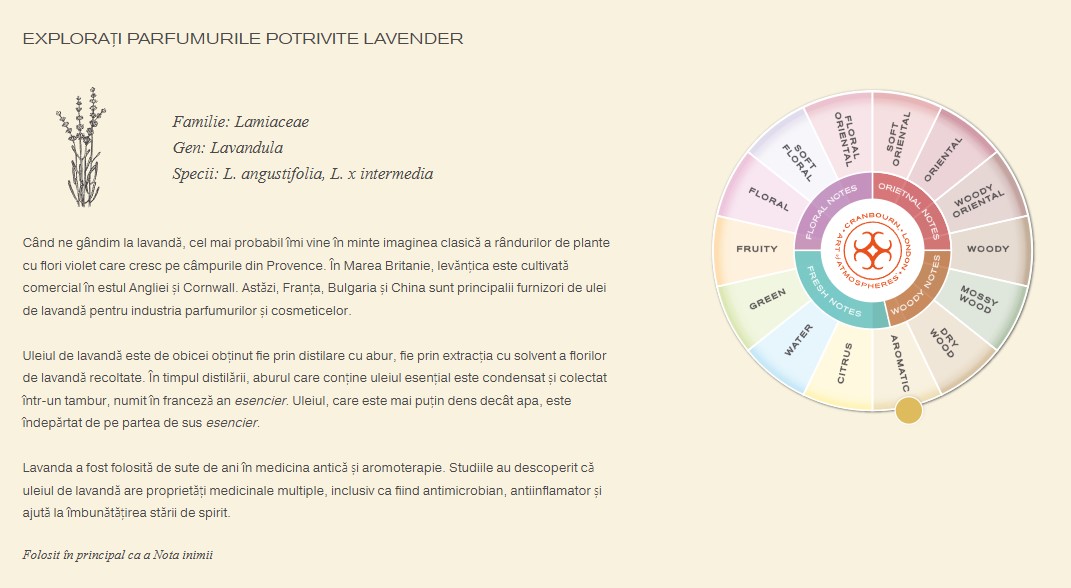 EXPLORAȚI PARFUMURILE POTRIVITE LAVENDER
Familie: Lamiaceae
Gen: Lavandula
Specii: L. angustifolia, L. x intermedia
Când ne gândim la lavandă, cel mai probabil îmi vine în minte imaginea clasică a rândurilor de plante
cu flori violet care cresc pe câmpurile din Provence. În Marea Britanie, levănțica este cultivată
comercial în estul Angliei și Cornwall. Astăzi, Franța, Bulgaria și China sunt principalii furnizori de ulei
de lavandă pentru industria parfumurilor și cosmeticelor.
Uleiul de lavandă este de obicei obținut fie prin distilare cu abur, fie prin extracția cu solvent a florilor
de lavandă recoltate. În timpul distilării, aburul care conține uleiul esențial este condensat și colectat
într-un tambur, numit în franceză an esencier. Uleiul, care este mai puțin dens decât apa, este
îndepărtat de pe partea de sus esencier.
Lavanda a fost folosită de sute de ani în medicina antică și aromoterapie. Studiile au descoperit că
uleiul de lavandă are proprietăți medicinale multiple, inclusiv ca fiind antimicrobian, antiinflamator și
ajută la îmbunătățirea stării de spirit.
Folosit în principal ca a Nota inimii
FLORAL ORIENTAL
SOFT ORIENTAL
ORIENTAL
WOODY ORIENTAL
WOODY
MOSSY WOOD
DRY WOOD
AROMATIC
CITRUS
WATER
GREEN
FRUITY
FLORAL
SOFT FLORAL
FLORAL NOTES
ORIETNAL NOTES
WOODY NOTES
FRESH NOTES
CRANBOURN
LONDON
ART OF ATMOSPHERES